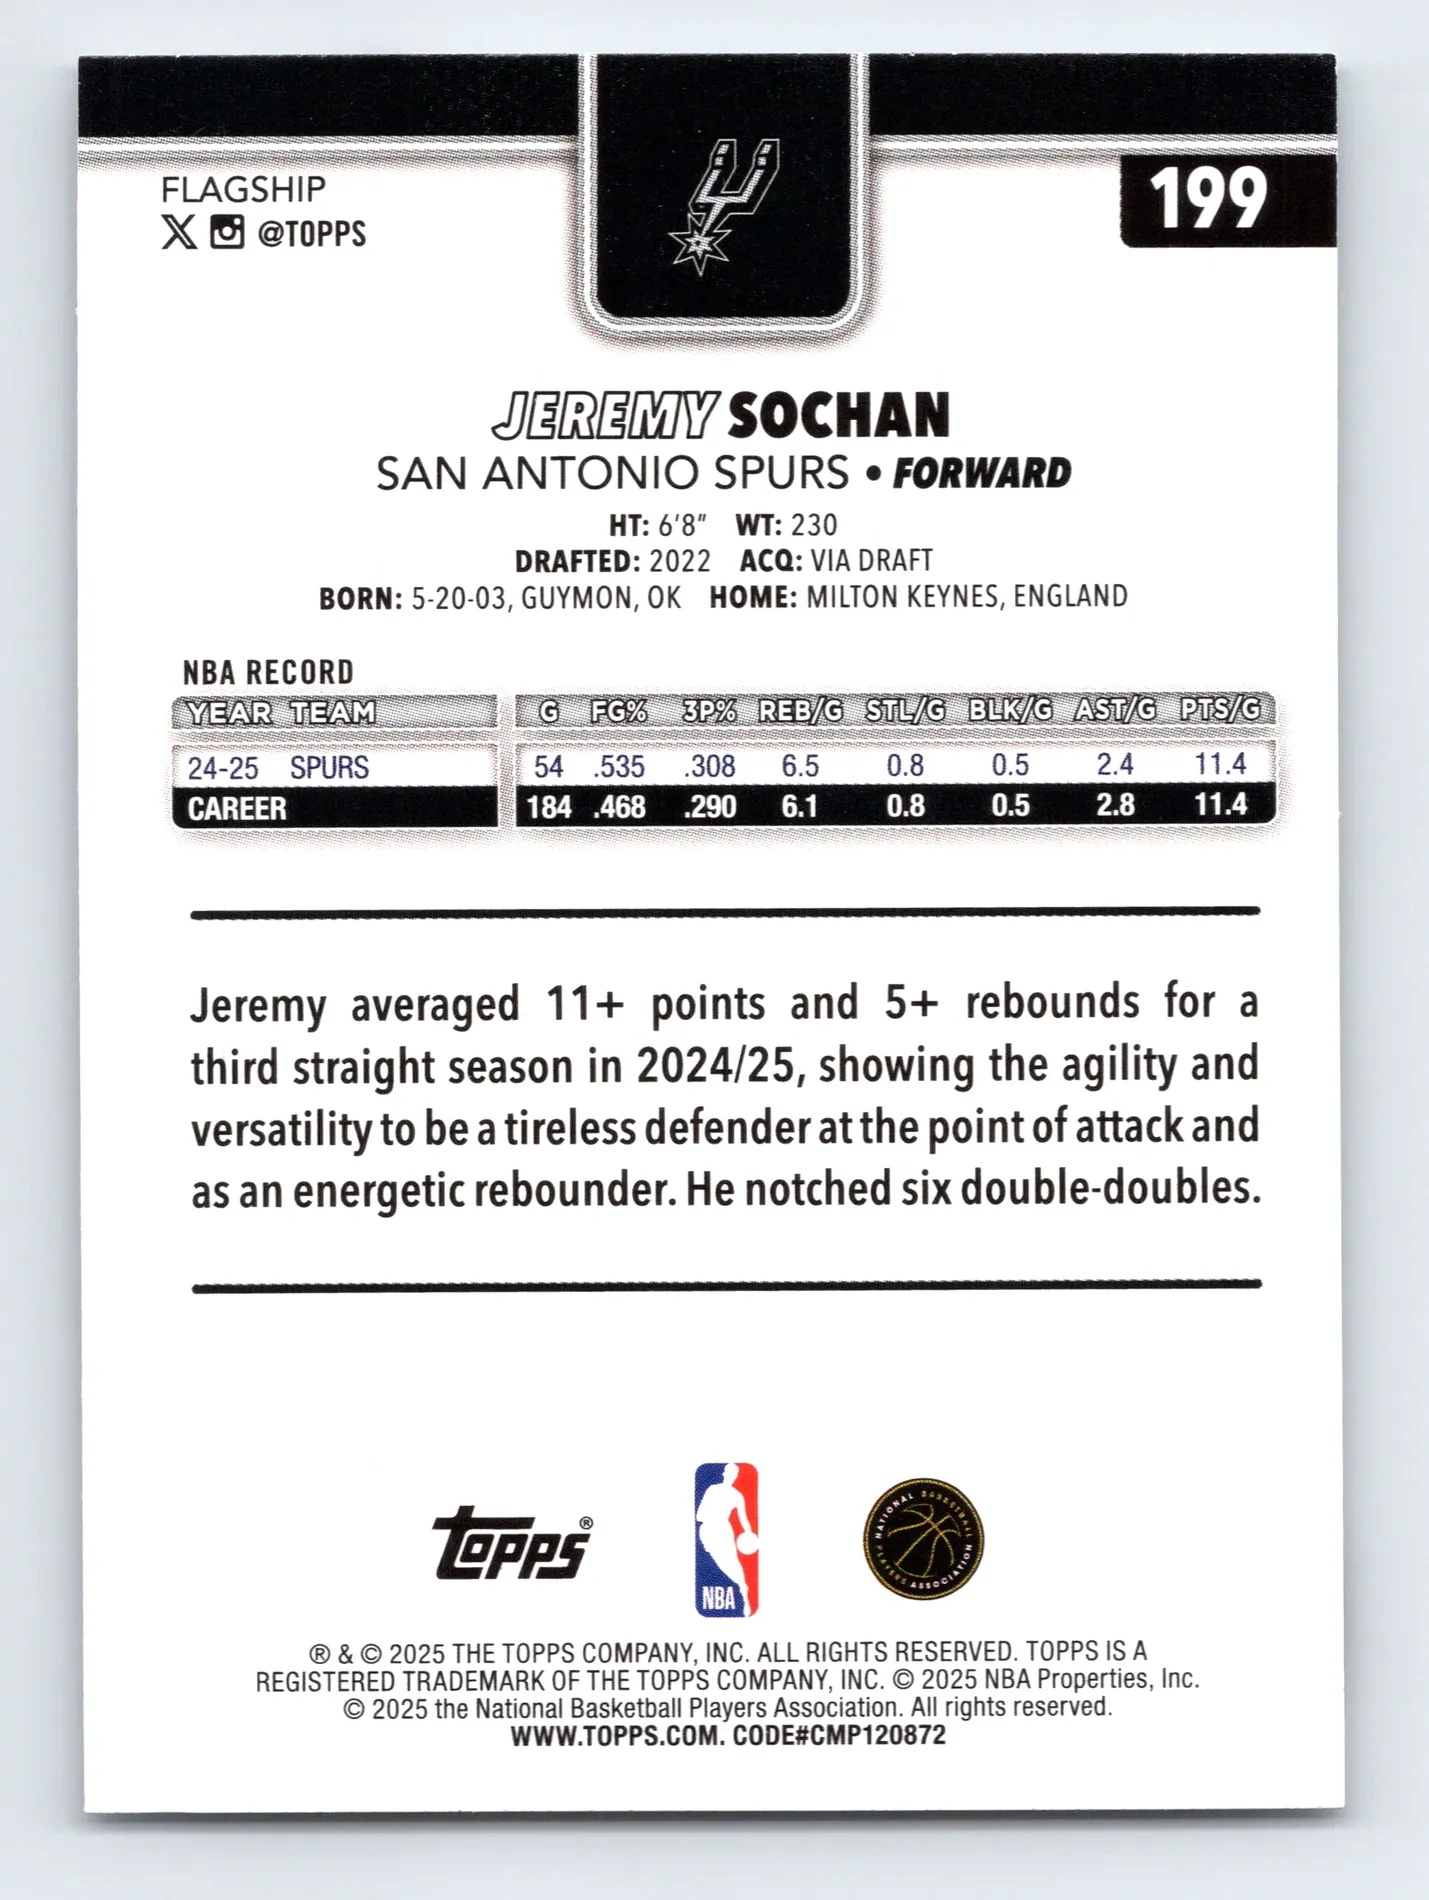 FLAGSHIP
@TOPPS
199
JEREMY SOCHAN
SAN ANTONIO SPURS • FORWARD
HT: 6'8" WT: 230
DRAFTED: 2022 ACQ: VIA DRAFT
BORN: 5-20-03, GUYMON, OK HOME: MILTON KEYNES, ENGLAND
NBA RECORD
YEAR TEAM G FG% 3P% REB/G STL/G BLK/G AST/G PTS/G
24-25 SPURS 54 .535 .308 6.5 0.8 0.5 2.4 11.4
CAREER 184 .468 .290 6.1 0.8 0.5 2.8 11.4
Jeremy averaged 11+ points and 5+ rebounds for a
third straight season in 2024/25, showing the agility and
versatility to be a tireless defender at the point of attack and
as an energetic rebounder. He notched six double-doubles.
Topps®
NBA
NATIONAL BASKETBALL PLAYERS ASSOCIATION
® & © 2025 THE TOPPS COMPANY, INC. ALL RIGHTS RESERVED. TOPPS IS A
REGISTERED TRADEMARK OF THE TOPPS COMPANY, INC. © 2025 NBA Properties, Inc.
© 2025 the National Basketball Players Association. All rights reserved.
WWW.TOPPS.COM. CODE#CMP120872